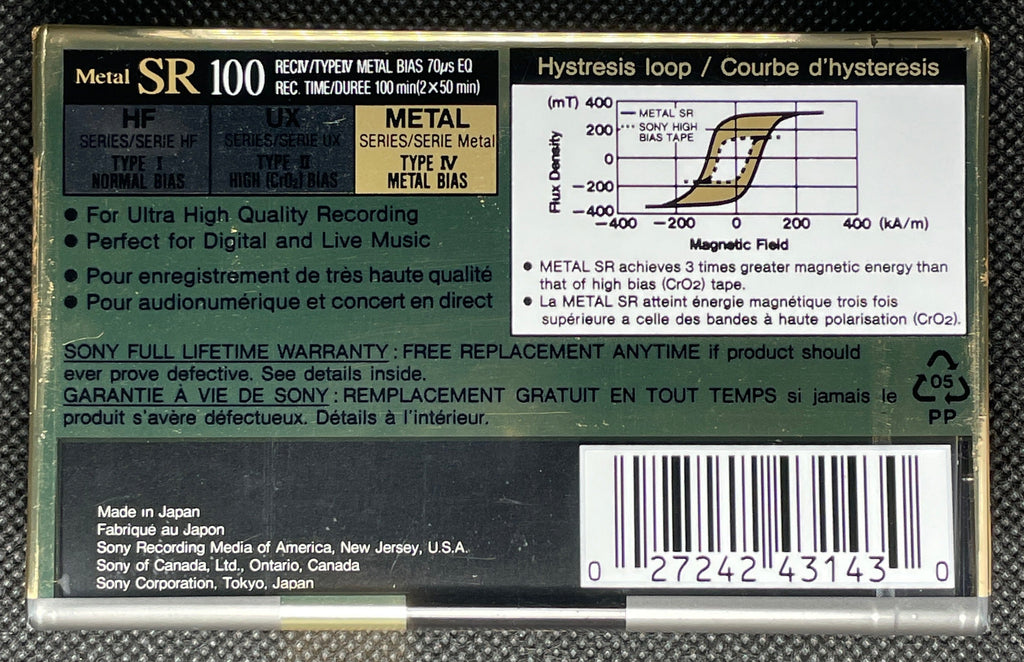 Metal SR 100 RECIV/TYPEIV METAL BIAS 70µs EQ
REC. TIME/DUREE 100 min(2×50 min)
HF
SERIES/SERIE HF
TYPE I
NORMAL BIAS
UX
SERIES/SERIE UX
TYPE II
HIGH (CrO₂) BIAS
METAL
SERIES/SERIE Metal
TYPE IV
METAL BIAS
● For Ultra High Quality Recording
● Perfect for Digital and Live Music
● Pour enregistrement de très haute qualité
● Pour audionumérique et concert en direct
Hystresis loop / Courbe d'hysteresis
(mT) 400
200
0
−200
−400
Flux Density
METAL SR
SONY HIGH
BIAS TAPE
−400 −200 0 200 400 (kA/m)
Magnetic Field
● METAL SR achieves 3 times greater magnetic energy than
that of high bias (CrO2) tape.
● La METAL SR atteint énergie magnétique trois fois
supérieure a celle des bandes à haute polarisation (CrO2).
SONY FULL LIFETIME WARRANTY : FREE REPLACEMENT ANYTIME if product should
ever prove defective. See details inside.
GARANTIE À VIE DE SONY : REMPLACEMENT GRATUIT EN TOUT TEMPS si jamais le
produit s'avère défectueux. Détails à l'intérieur.
05
PP
Made in Japan
Fabriqué au Japon
Sony Recording Media of America, New Jersey, U.S.A.
Sony of Canada, Ltd., Ontario, Canada
Sony Corporation, Tokyo, Japan
0 27242 43143 0